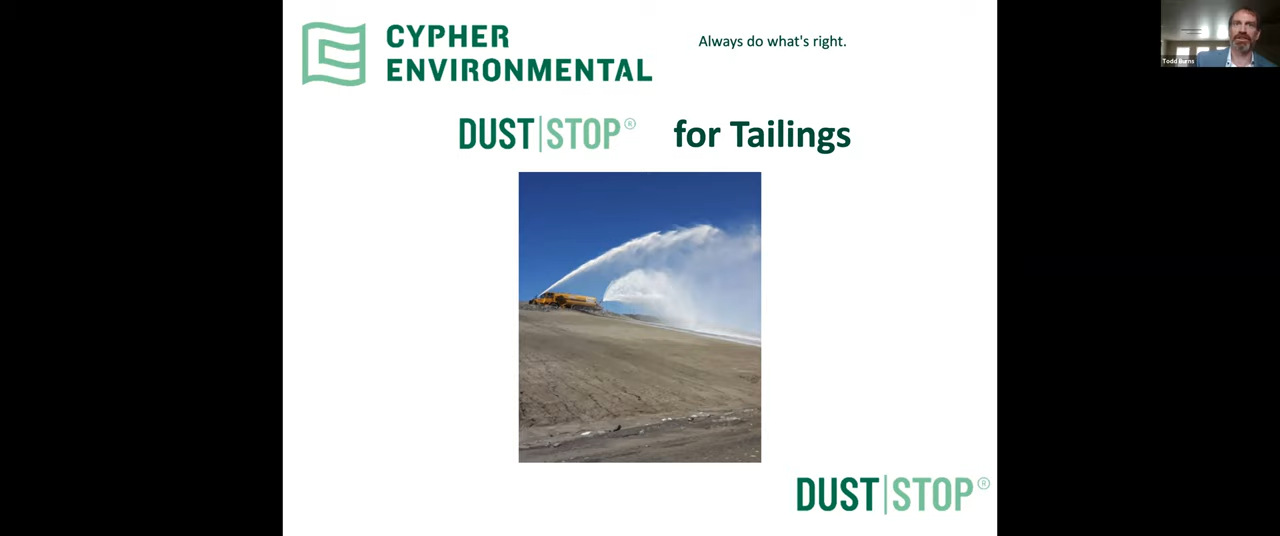 CYPHER
ENVIRONMENTAL
Always do what's right.
DUST|STOP®
for Tailings
DUST|STOP®
Todd Burns